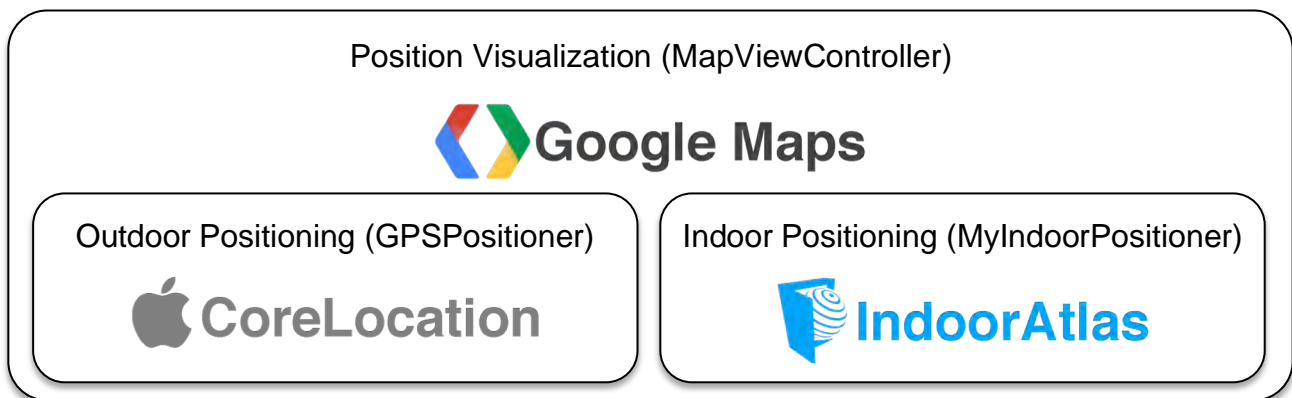 Position Visualization (MapViewController)
Google Maps
Outdoor Positioning (GPSPositioner)
CoreLocation
Indoor Positioning (MyIndoorPositioner)
IndoorAtlas